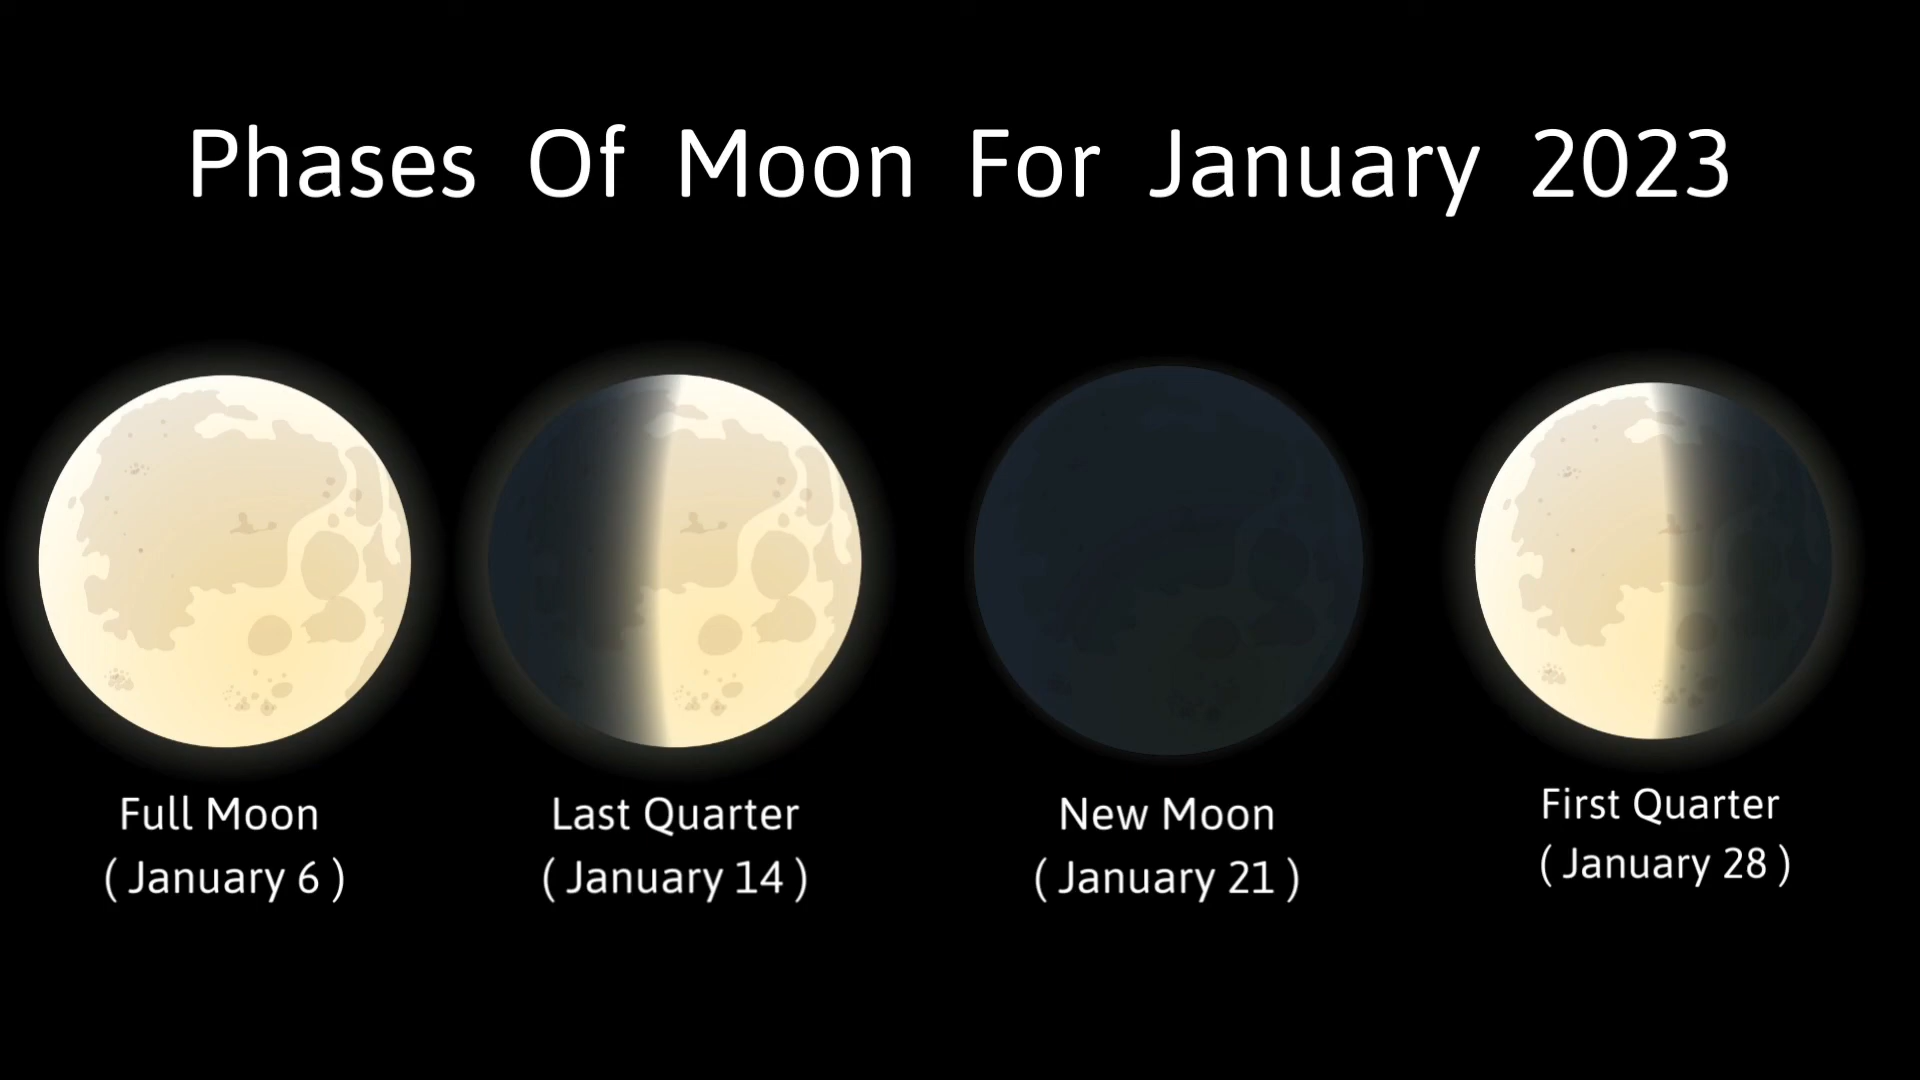 Phases Of Moon For January 2023
Full Moon
( January 6 )
Last Quarter
( January 14 )
New Moon
( January 21 )
First Quarter
( January 28 )